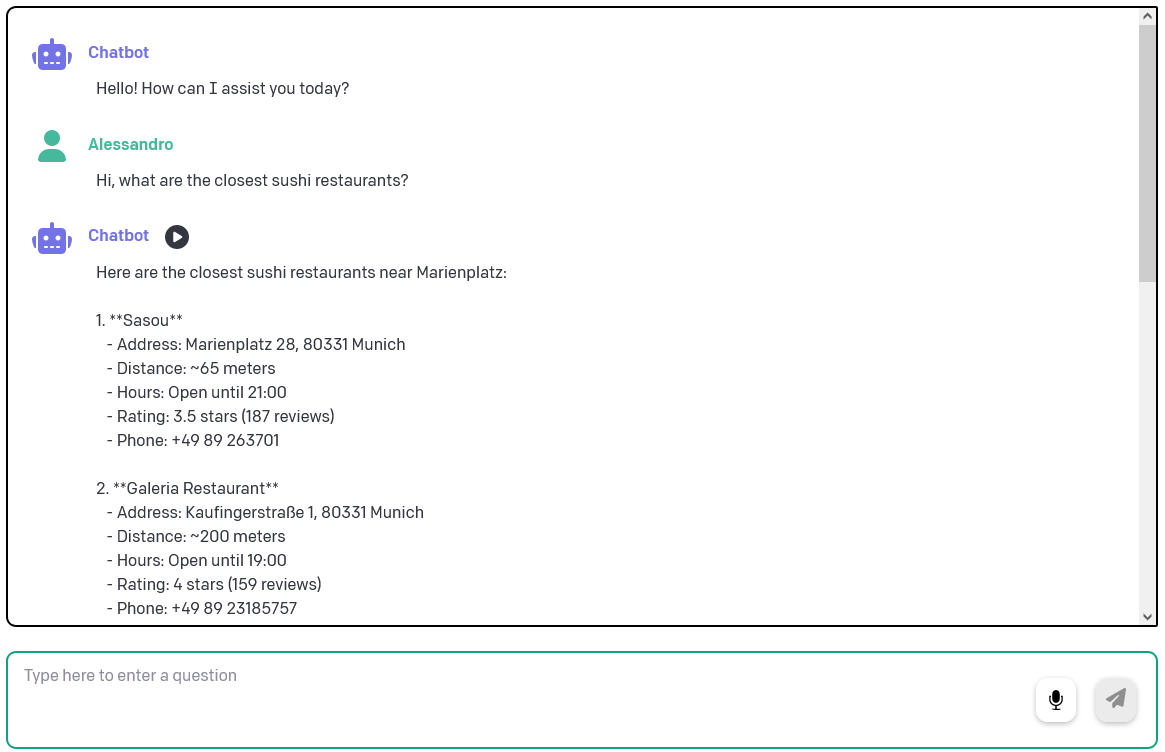 Chatbot
Hello! How can I assist you today?
Alessandro
Hi, what are the closest sushi restaurants?
Chatbot
Here are the closest sushi restaurants near Marienplatz:
1. **Sasou**
- Address: Marienplatz 28, 80331 Munich
- Distance: ~65 meters
- Hours: Open until 21:00
- Rating: 3.5 stars (187 reviews)
- Phone: +49 89 263701
2. **Galeria Restaurant**
- Address: Kaufingerstraße 1, 80331 Munich
- Distance: ~200 meters
- Hours: Open until 19:00
- Rating: 4 stars (159 reviews)
- Phone: +49 89 23185757
Type here to enter a question